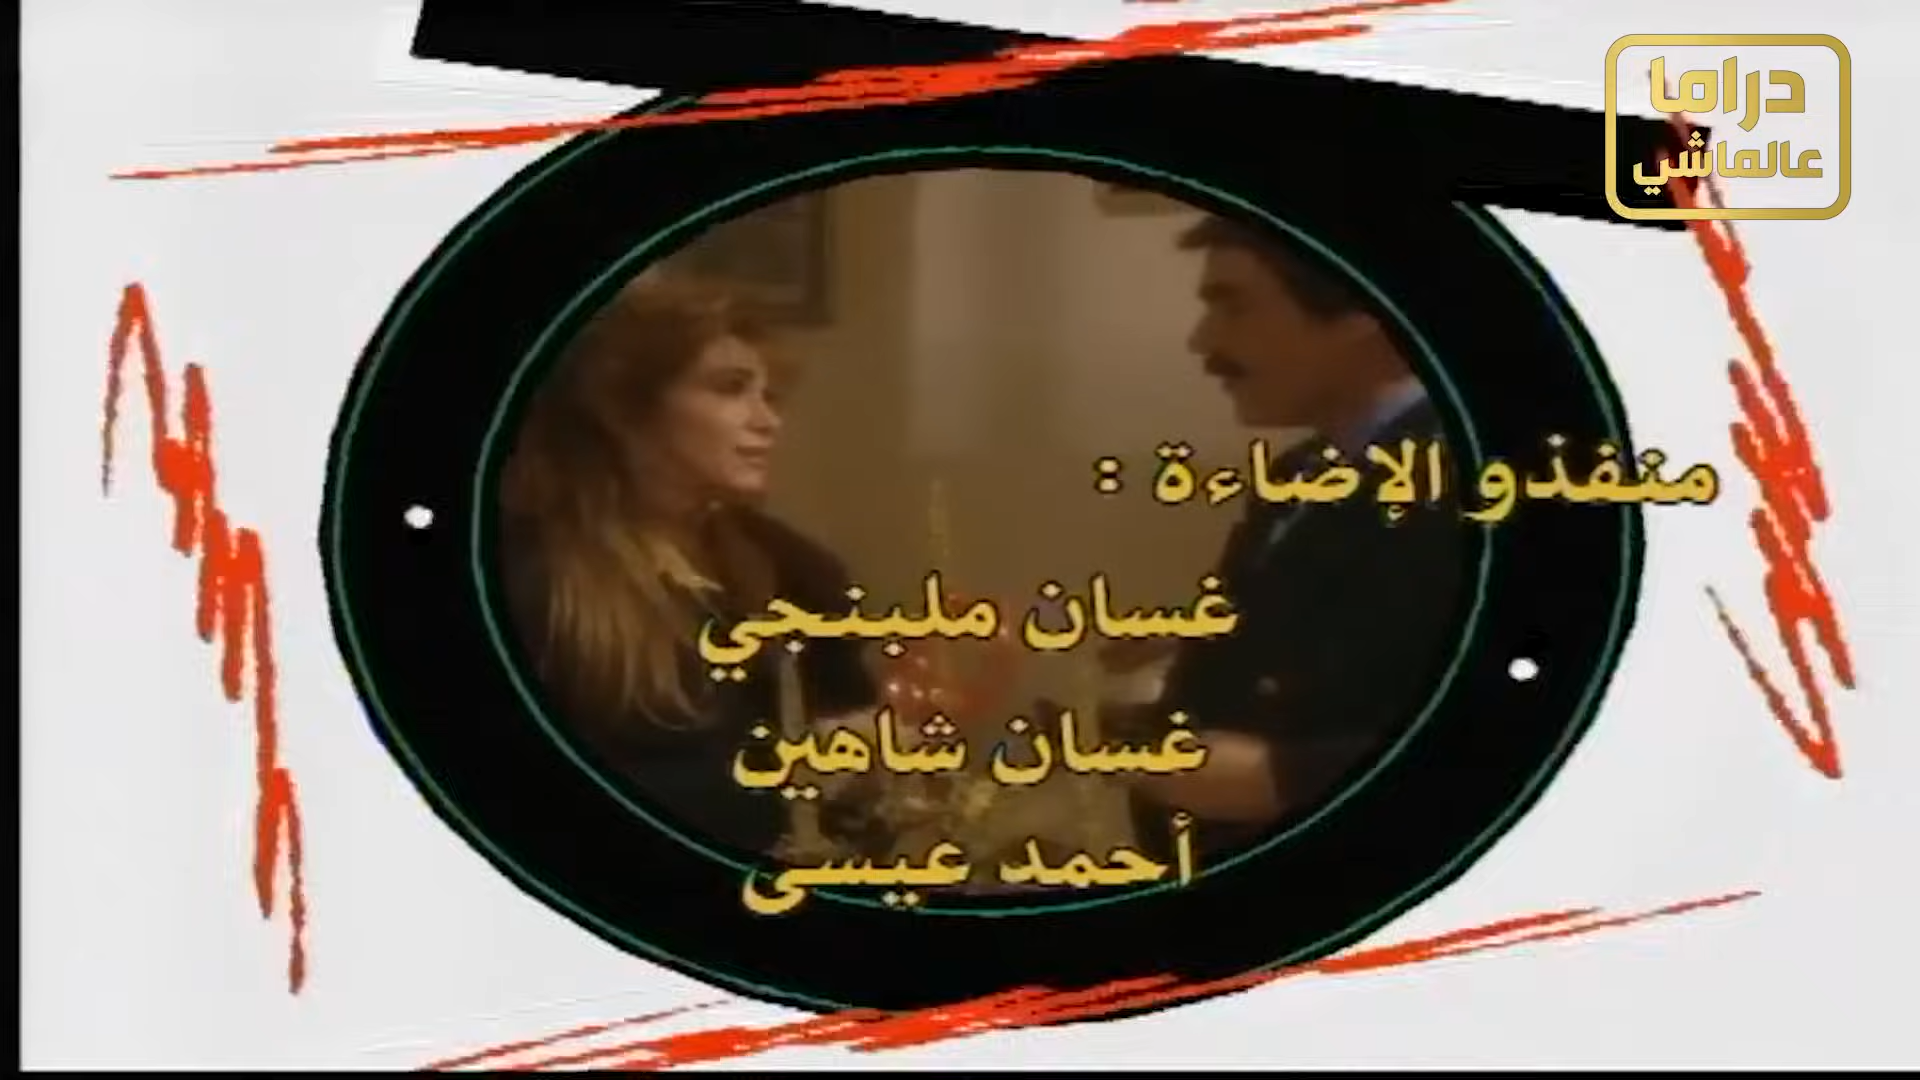 دراما
عالماشي
منفذو الإضاءة :
غسان ملبنجي
غسان شاهين
أحمد عيسى